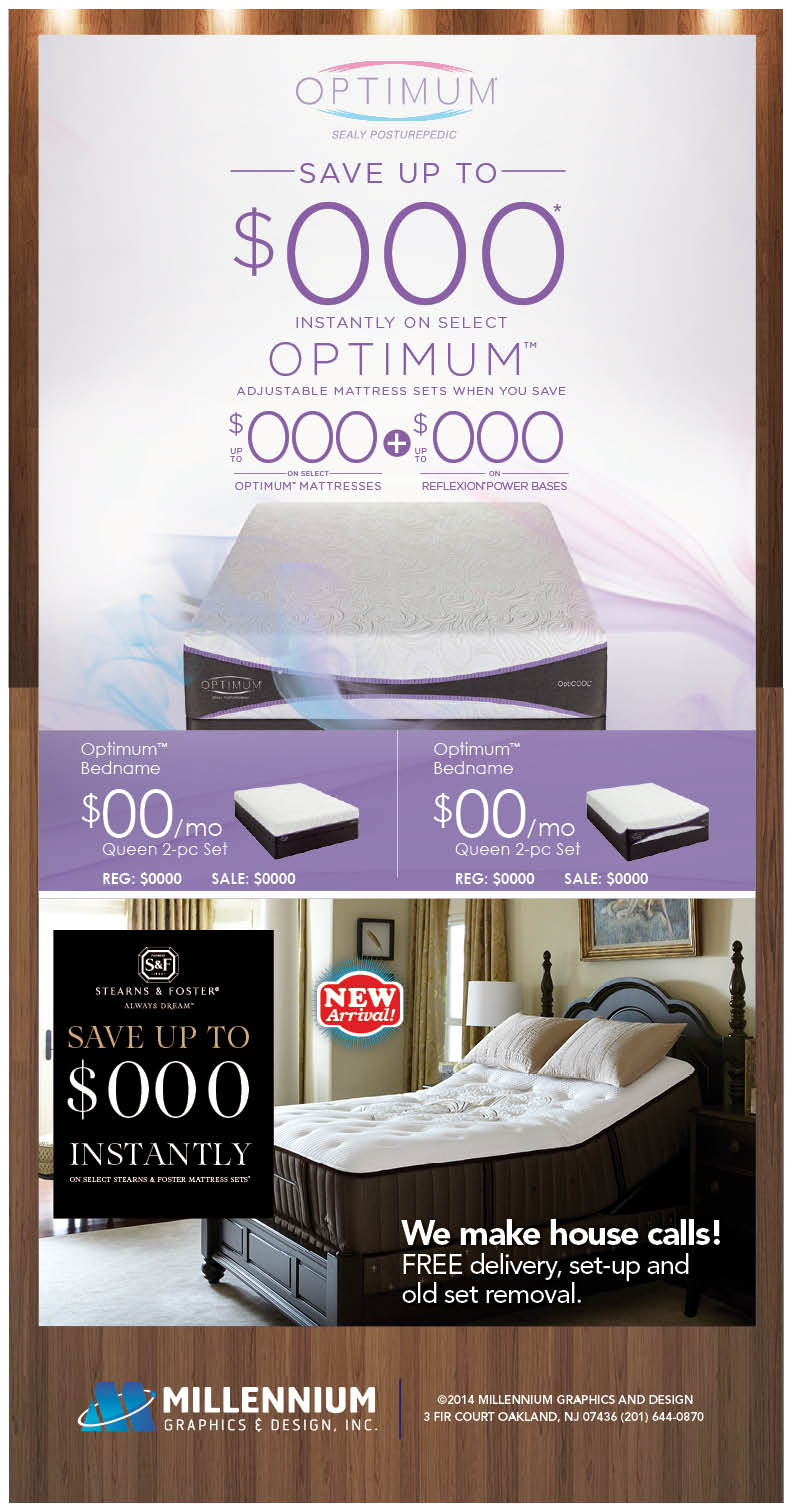 OPTIMUM
SEALY POSTUREPEDIC
SAVE UP TO
$000*
INSTANTLY ON SELECT
OPTIMUM™
ADJUSTABLE MATTRESS SETS WHEN YOU SAVE
UP TO $000 + UP TO $000
ON SELECT
OPTIMUM™ MATTRESSES
ON
REFLEXION® POWER BASES
OPTIMUM
SEALY POSTUREPEDIC
OptiCOOL™
Optimum™
Bedname
$00/mo
Queen 2-pc Set
REG: $0000 SALE: $0000
Optimum™
Bedname
$00/mo
Queen 2-pc Set
REG: $0000 SALE: $0000
S&F
STEARNS & FOSTER®
ALWAYS DREAM™
SAVE UP TO
$000
INSTANTLY
ON SELECT STEARNS & FOSTER MATTRESS SETS*
NEW
Arrival!
We make house calls!
FREE delivery, set-up and
old set removal.
MILLENNIUM
GRAPHICS & DESIGN, INC.
©2014 MILLENNIUM GRAPHICS AND DESIGN
3 FIR COURT OAKLAND, NJ 07436 (201) 644-0870